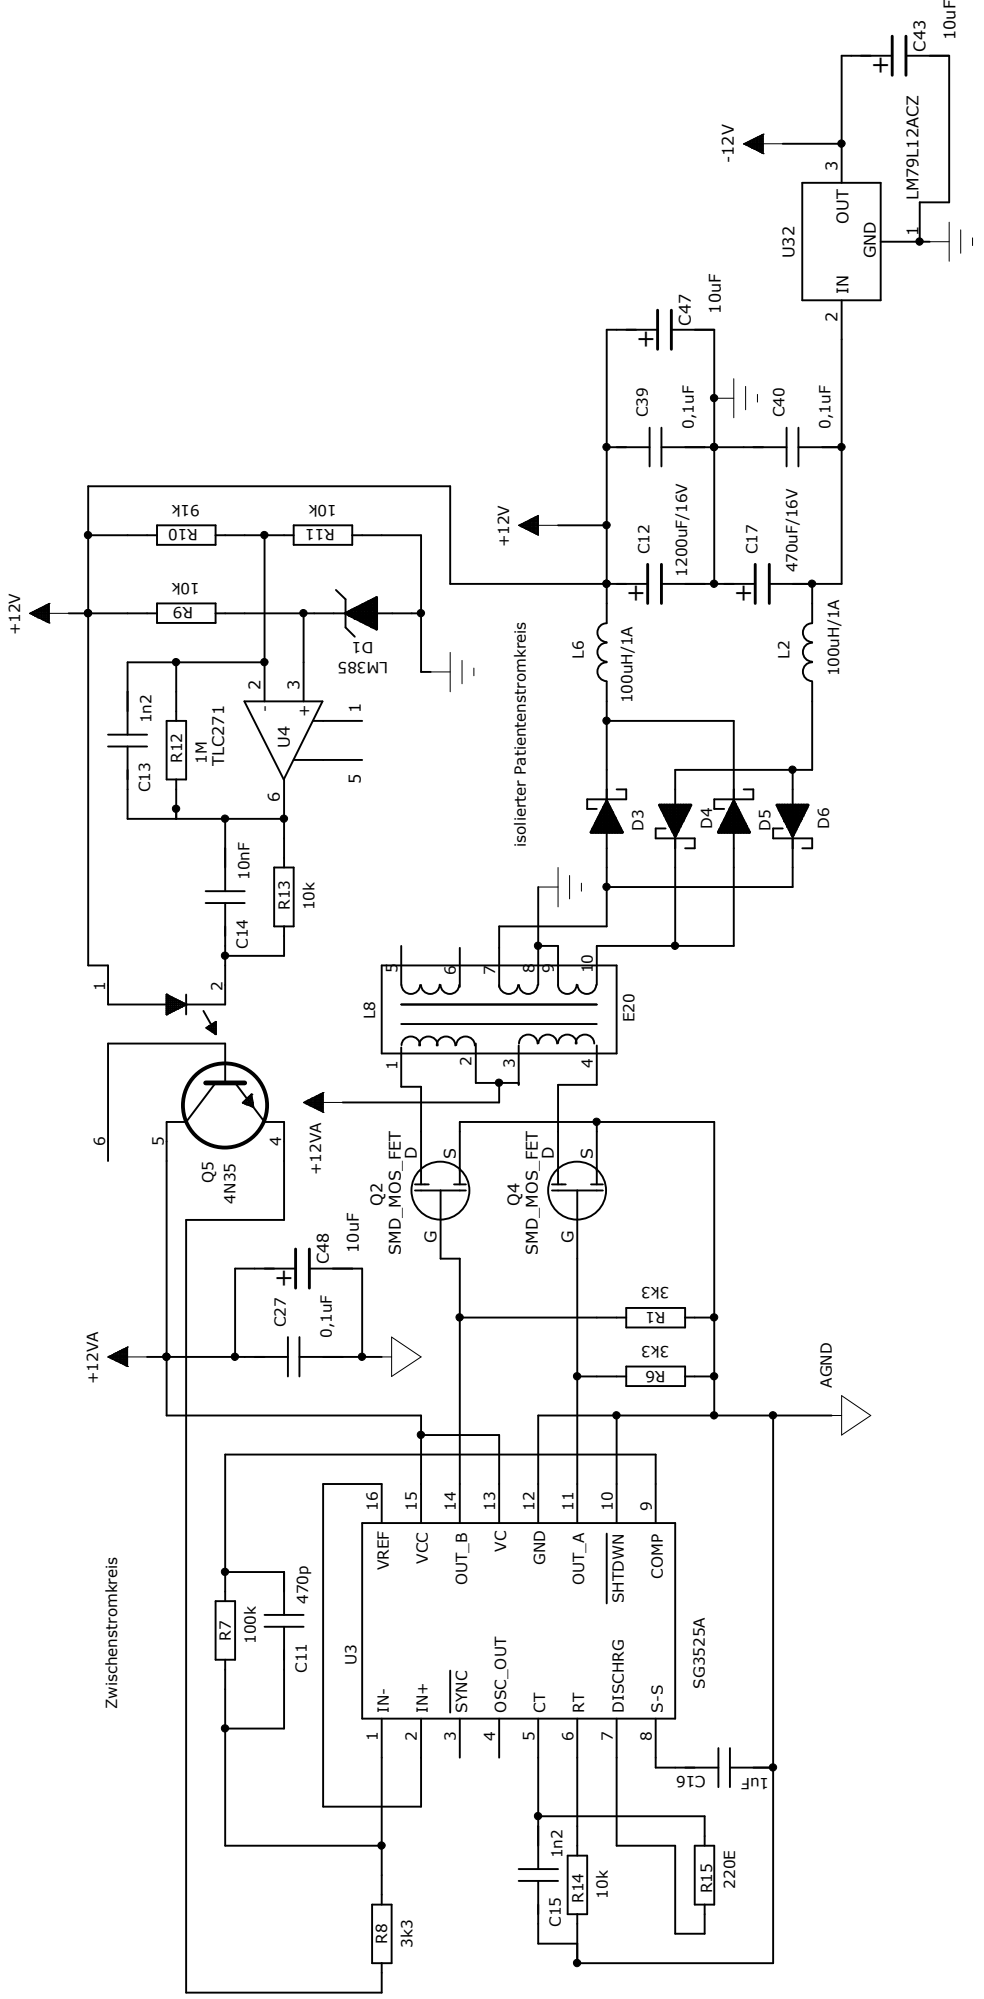 Zwischenstromkreis
isolierter Patientenstromkreis
+12VA
C27
0,1uF
C48
10uF
6
5
4
Q5
4N35
1
2
C14
10nF
R13
10k
C13
1n2
R12
1M
TLC271
6
U4
-
+
2
3
1
5
+12V
R9
10k
R10
91k
R11
10k
D1
LM385
R7
100k
C11
470p
R8
3k3
U3
SG3525A
IN-
IN+
SYNC
OSC_OUT
CT
RT
DISCHRG
S-S
1
2
3
4
5
6
7
8
VREF
VCC
OUT_B
VC
GND
OUT_A
SHTDWN
COMP
16
15
14
13
12
11
10
9
C15
1n2
R14
10k
R15
220E
C16
1uF
R6
3k3
R1
3k3
AGND
Q2
SMD_MOS_FET
G
D
S
Q4
SMD_MOS_FET
G
D
S
+12VA
L8
E20
1
2
3
4
5
6
7
8
9
10
D3
D4
D5
D6
L6
100uH/1A
L2
100uH/1A
+12V
C12
1200uF/16V
C17
470uF/16V
C39
0,1uF
C40
0,1uF
C47
10uF
U32
LM79L12ACZ
IN
OUT
GND
2
3
1
-12V
C43
10uF
+
+
+
+
+